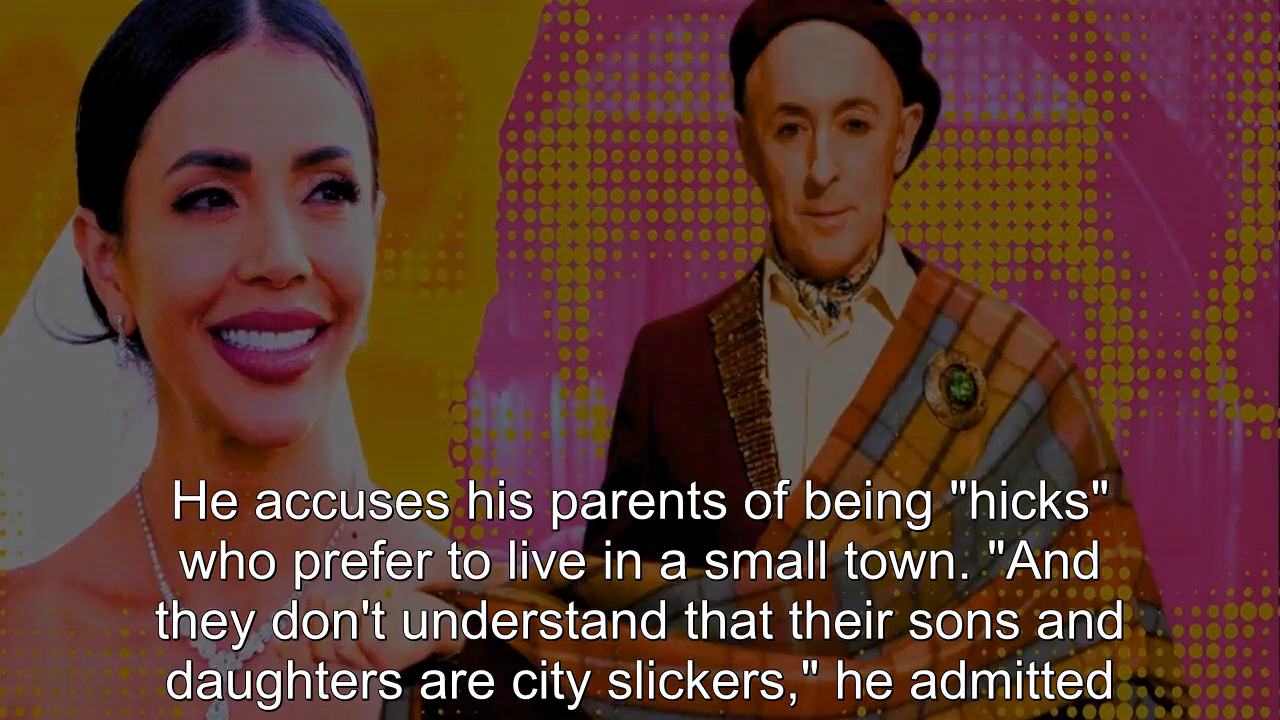 He accuses his parents of being "hicks"
who prefer to live in a small town. "And
they don't understand that their sons and
daughters are city slickers," he admitted